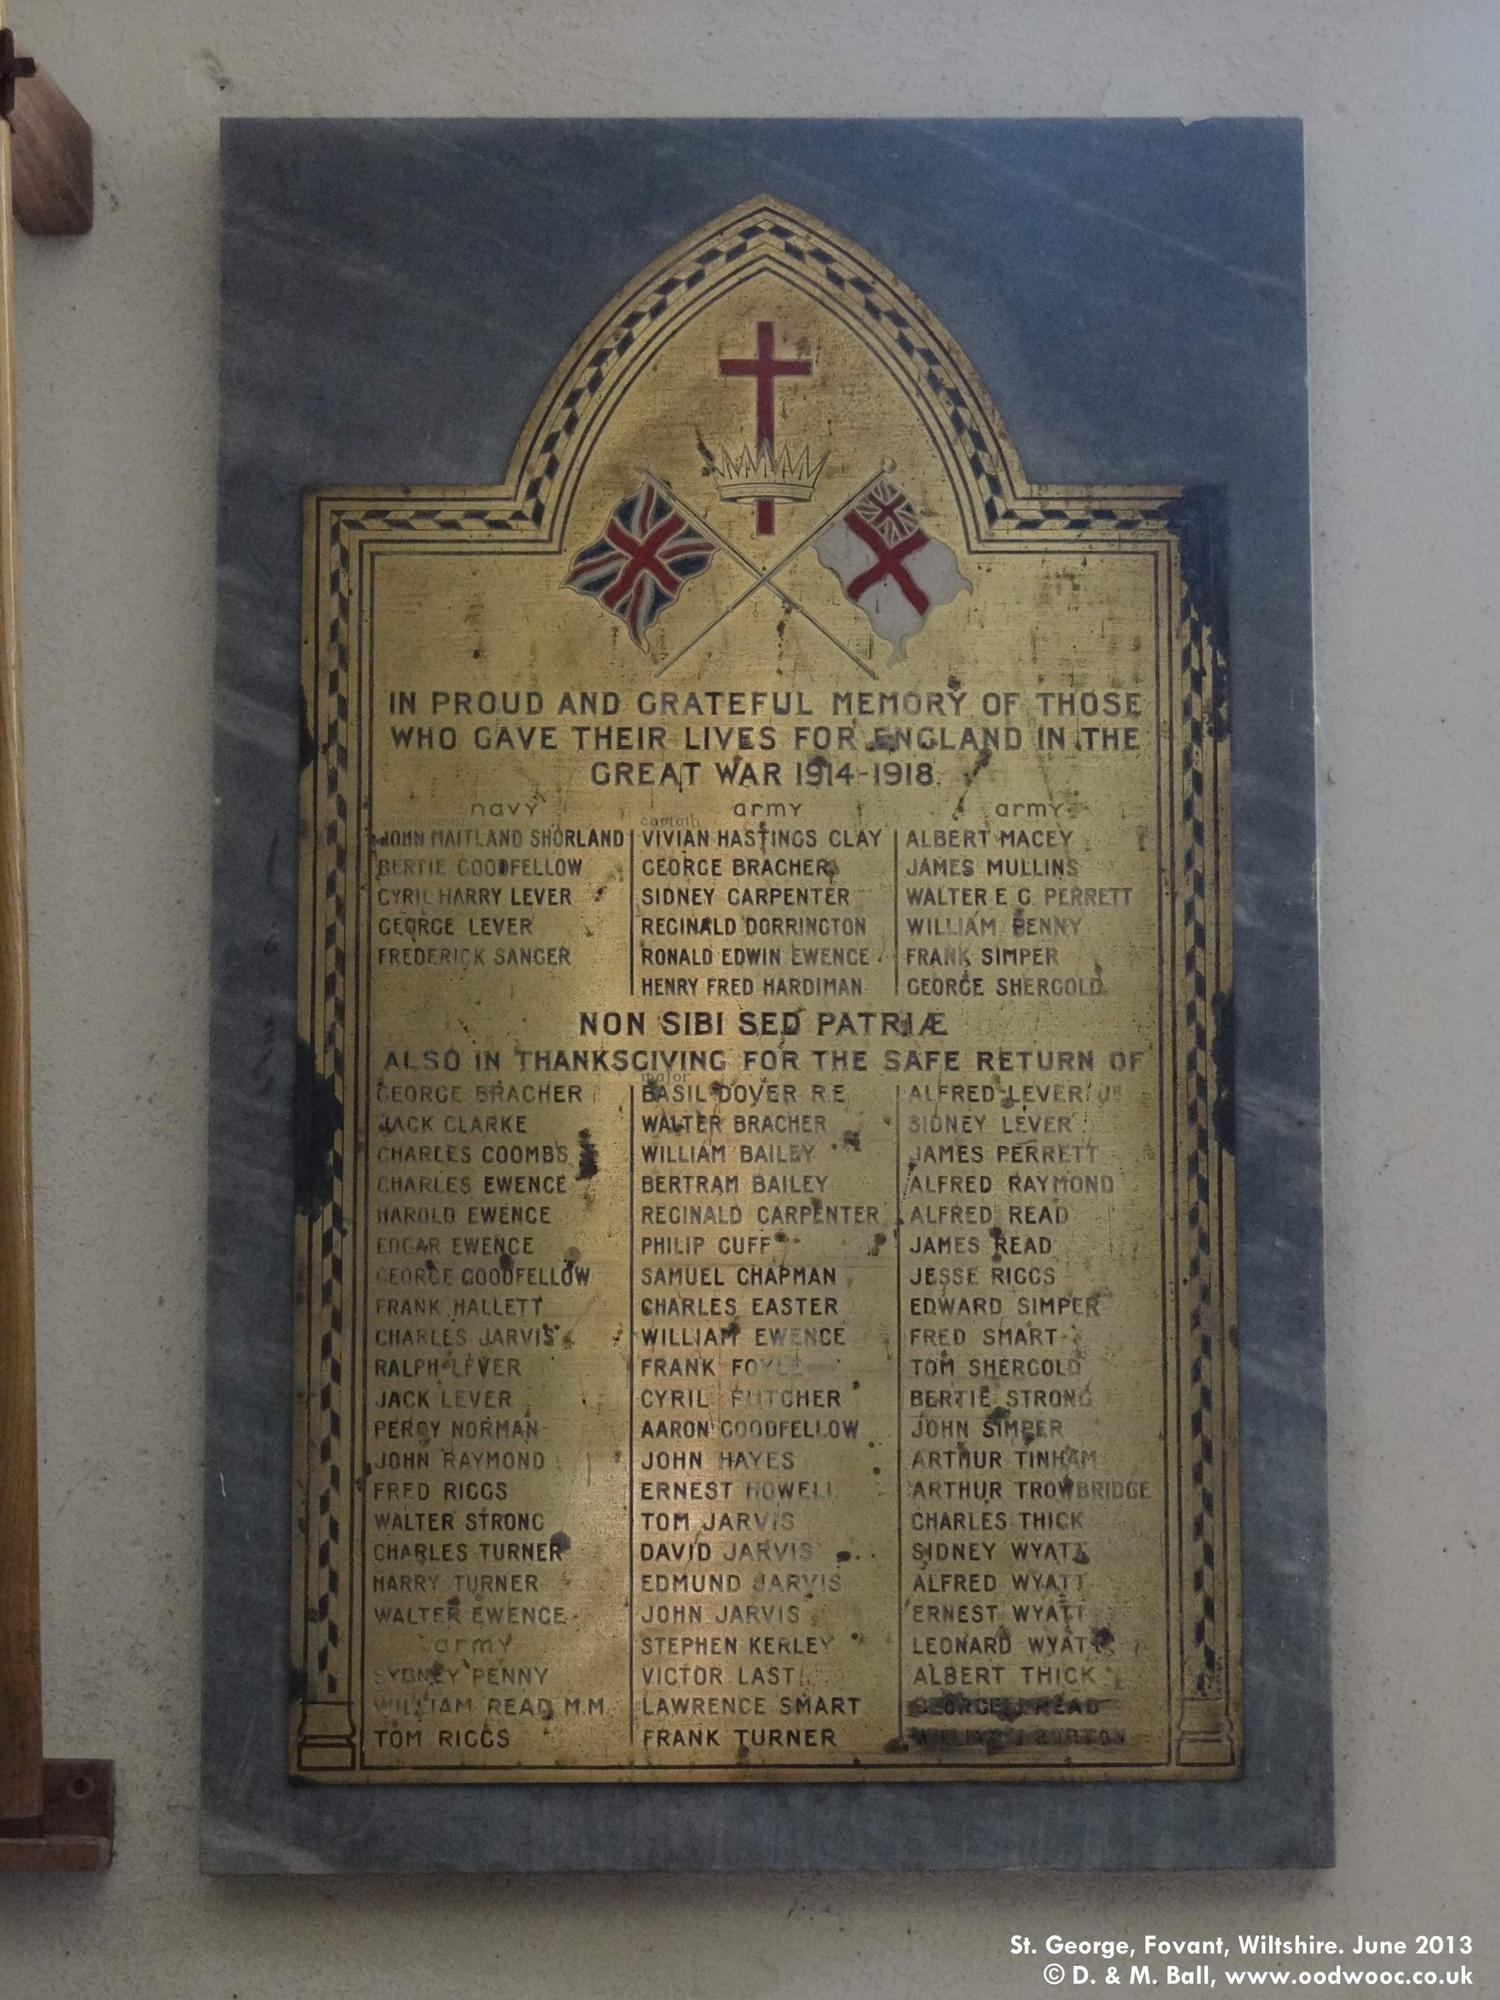 IN PROUD AND GRATEFUL MEMORY OF THOSE
WHO GAVE THEIR LIVES FOR ENGLAND IN THE
GREAT WAR 1914-1918.
navy
JOHN MAITLAND SHORLAND
BERTIE GOODFELLOW
CYRIL HARRY LEVER
GEORGE LEVER
FREDERICK SANGER
army
captain
VIVIAN HASTINGS CLAY
GEORGE BRACHER
SIDNEY CARPENTER
REGINALD DORRINGTON
RONALD EDWIN EWENCE
HENRY FRED HARDIMAN
army
ALBERT MACEY
JAMES MULLINS
WALTER E G PERRETT
WILLIAM PENNY
FRANK SIMPER
GEORGE SHERGOLD
NON SIBI SED PATRIÆ
ALSO IN THANKSGIVING FOR THE SAFE RETURN OF
GEORGE BRACHER
JACK CLARKE
CHARLES COOMBS
CHARLES EWENCE
HAROLD EWENCE
EDGAR EWENCE
GEORGE GOODFELLOW
FRANK HALLETT
CHARLES JARVIS
RALPH LEVER
JACK LEVER
PERCY NORMAN
JOHN RAYMOND
FRED RIGGS
WALTER STRONG
CHARLES TURNER
HARRY TURNER
WALTER EWENCE
army
SYDNEY PENNY
WILLIAM READ M.M.
TOM RIGGS
major
BASIL DOVER R.E.
WALTER BRACHER
WILLIAM BAILEY
BERTRAM BAILEY
REGINALD CARPENTER
PHILIP CUFF
SAMUEL CHAPMAN
CHARLES EASTER
WILLIAM EWENCE
FRANK FOYLE
CYRIL FUTCHER
AARON GOODFELLOW
JOHN HAYES
ERNEST HOWELL
TOM JARVIS
DAVID JARVIS
EDMUND JARVIS
JOHN JARVIS
STEPHEN KERLEY
VICTOR LAST
LAWRENCE SMART
FRANK TURNER
ALFRED LEVER JR
SIDNEY LEVER
JAMES PERRETT
ALFRED RAYMOND
ALFRED READ
JAMES READ
JESSE RIGGS
EDWARD SIMPER
FRED SMART
TOM SHERGOLD
BERTIE STRONG
JOHN SIMPER
ARTHUR TINHAM
ARTHUR TROWBRIDGE
CHARLES THICK
SIDNEY WYATT
ALFRED WYATT
ERNEST WYATT
LEONARD WYATT
ALBERT THICK
GEORGE READ
BURTON
St. George, Fovant, Wiltshire. June 2013
© D. & M. Ball, www.oodwooc.co.uk